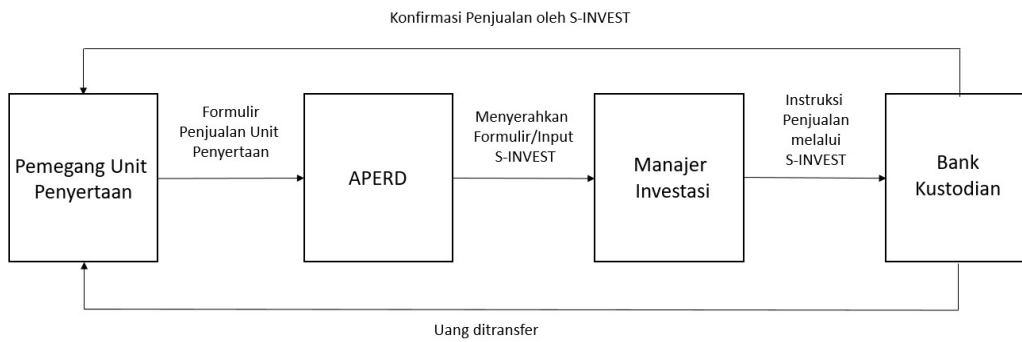 Konfirmasi Penjualan oleh S-INVEST
Formulir
Penjualan Unit
Penyertaan
Menyerahkan
Formulir/Input
S-INVEST
Instruksi
Penjualan
melalui
S-INVEST
Pemegang Unit
Penyertaan
APERD
Manajer
Investasi
Bank
Kustodian
Uang ditransfer